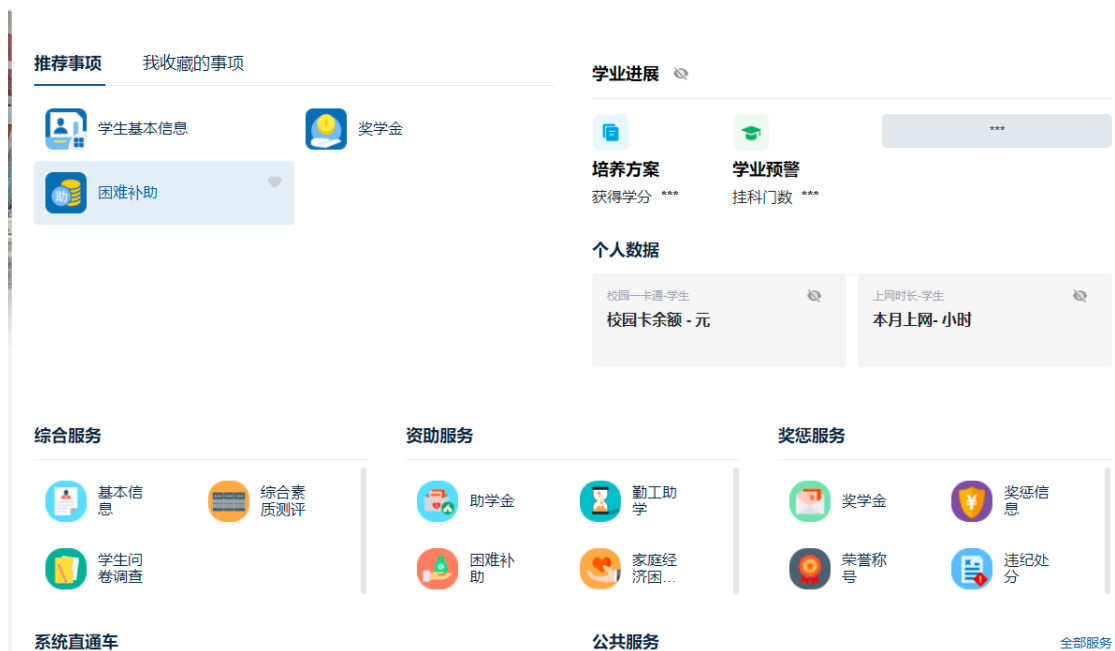 推荐事项
我收藏的事项
学生基本信息
奖学金
助
困难补助
学业进展
***
培养方案
学业预警
获得学分 ***
挂科门数 ***
个人数据
校园一卡通-学生
校园卡余额 - 元
上网时长-学生
本月上网- 小时
综合服务
基本信
息
综合素
质测评
学生问
卷调查
资助服务
助学金
勤工助
学
困难补
助
家庭经
济困...
奖惩服务
奖学金
奖惩信
息
荣誉称
号
违纪处
分
系统直通车
公共服务
全部服务